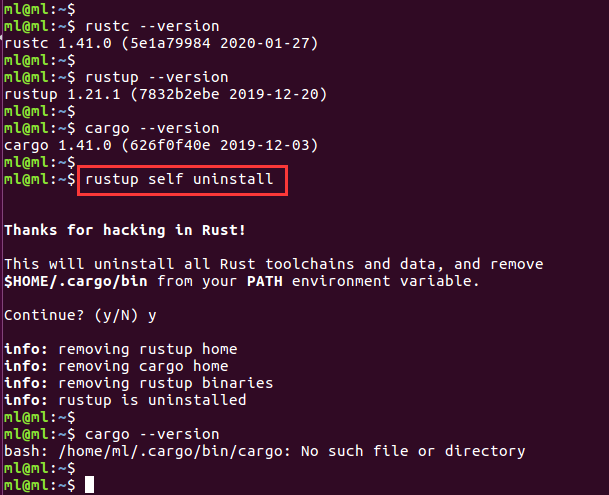 ml@ml:~$
ml@ml:~$ rustc --version
rustc 1.41.0 (5e1a79984 2020-01-27)
ml@ml:~$
ml@ml:~$ rustup --version
rustup 1.21.1 (7832b2ebe 2019-12-20)
ml@ml:~$
ml@ml:~$ cargo --version
cargo 1.41.0 (626f0f40e 2019-12-03)
ml@ml:~$
ml@ml:~$ rustup self uninstall
Thanks for hacking in Rust!
This will uninstall all Rust toolchains and data, and remove
$HOME/.cargo/bin from your PATH environment variable.
Continue? (y/N) y
info: removing rustup home
info: removing cargo home
info: removing rustup binaries
info: rustup is uninstalled
ml@ml:~$
ml@ml:~$ cargo --version
bash: /home/ml/.cargo/bin/cargo: No such file or directory
ml@ml:~$
ml@ml:~$